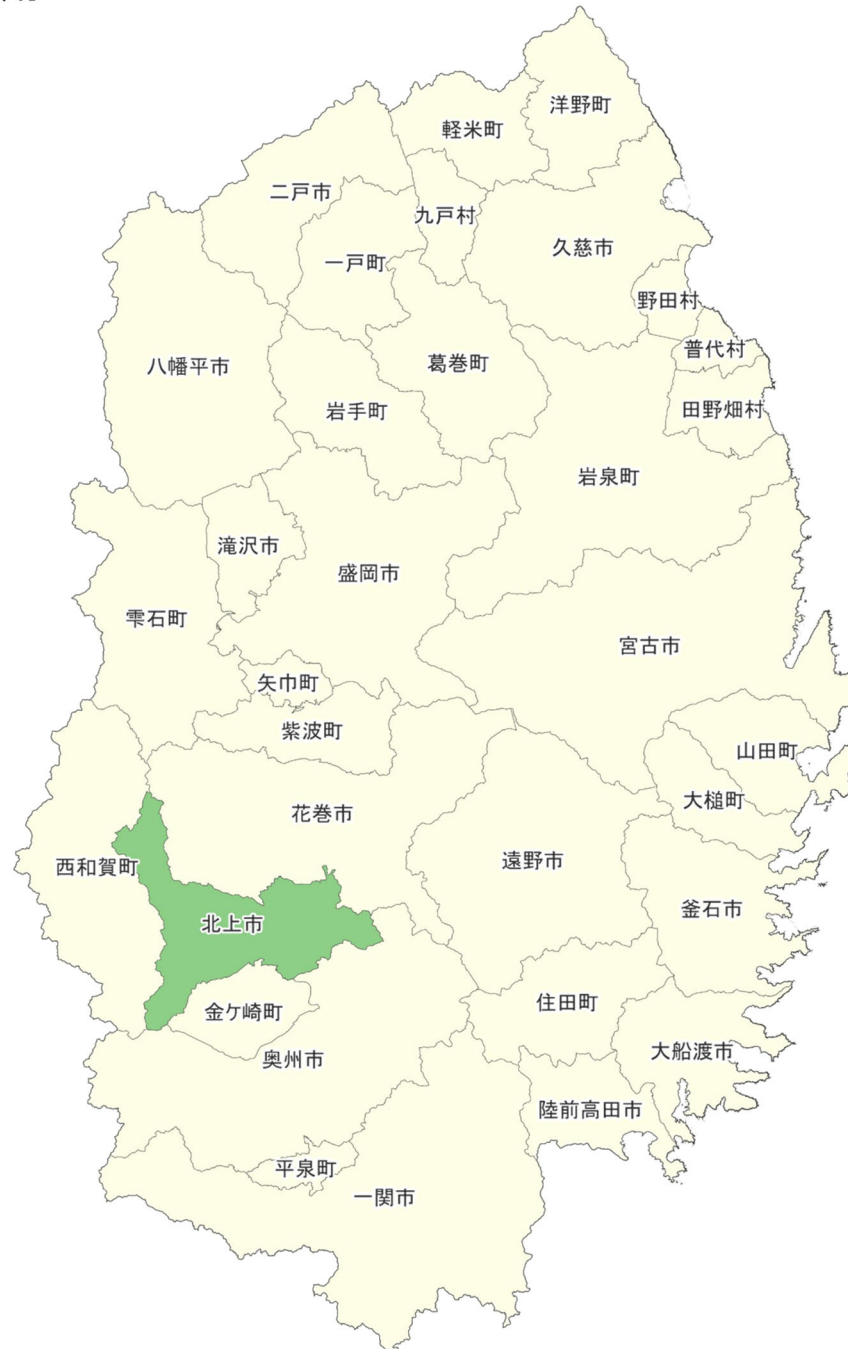 洋野町
軽米町
二戸市
九戸村
久慈市
一戸町
野田村
普代村
葛巻町
八幡平市
田野畑村
岩手町
岩泉町
滝沢市
盛岡市
雫石町
宮古市
矢巾町
紫波町
山田町
大槌町
花巻市
遠野市
西和賀町
釜石市
北上市
住田町
金ケ崎町
大船渡市
奥州市
陸前高田市
平泉町
一関市